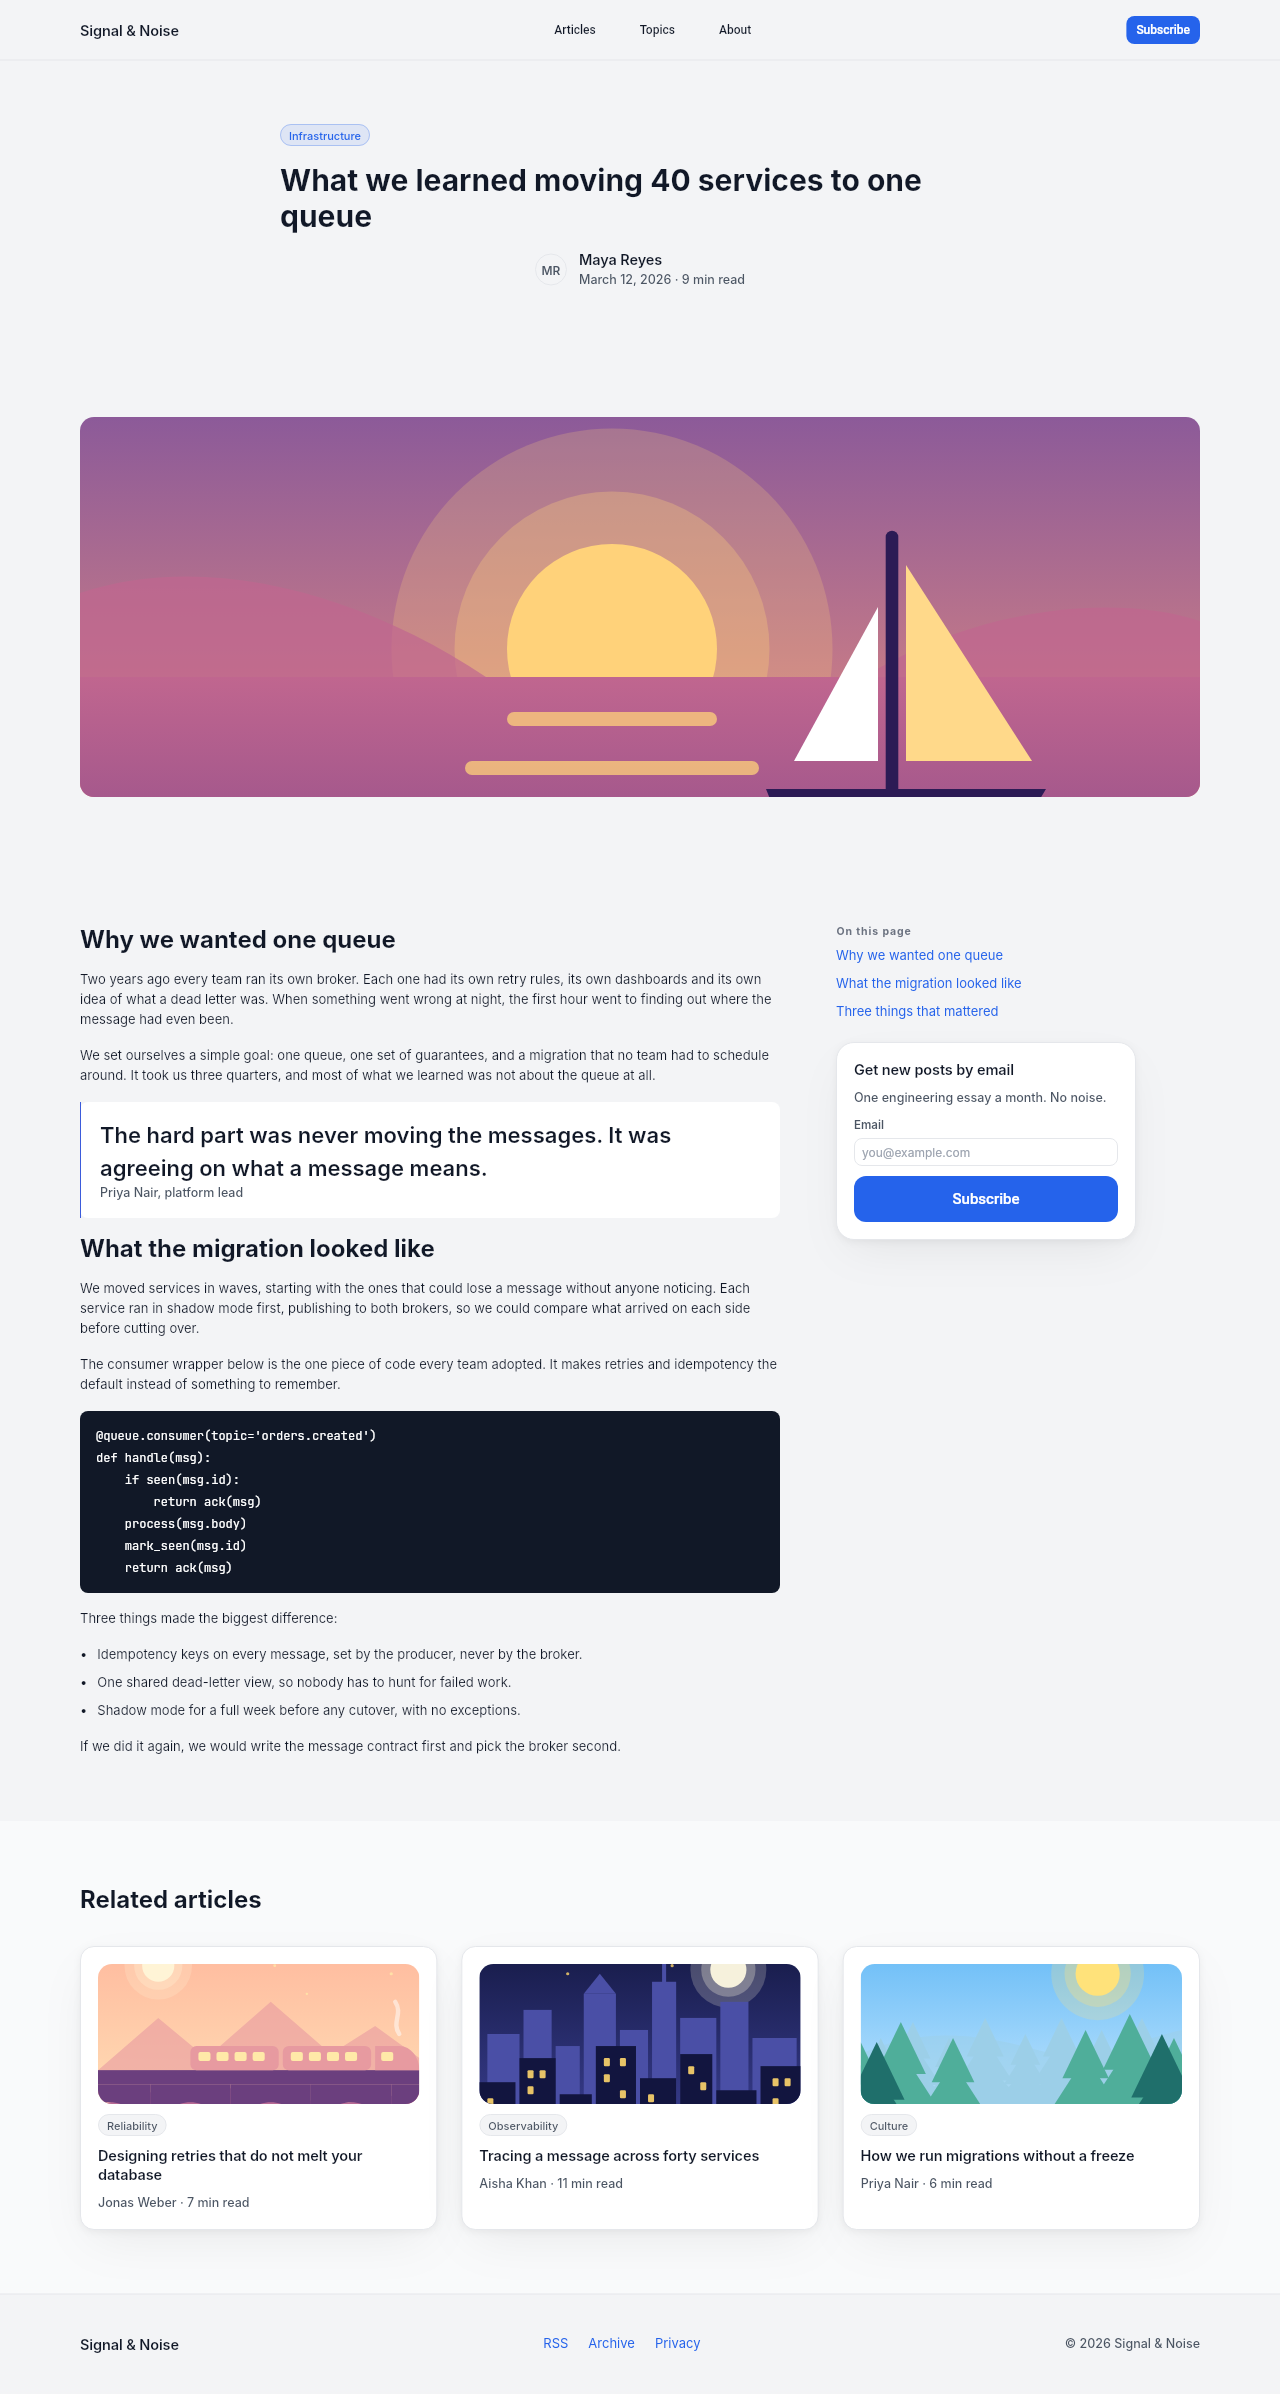 Signal & Noise
Articles
Topics
About
Subscribe
Infrastructure
What we learned moving 40 services to one
queue
MR
Maya Reyes
March 12, 2026 · 9 min read
Why we wanted one queue
Two years ago every team ran its own broker. Each one had its own retry rules, its own dashboards and its own
idea of what a dead letter was. When something went wrong at night, the first hour went to finding out where the
message had even been.
We set ourselves a simple goal: one queue, one set of guarantees, and a migration that no team had to schedule
around. It took us three quarters, and most of what we learned was not about the queue at all.
The hard part was never moving the messages. It was
agreeing on what a message means.
Priya Nair, platform lead
What the migration looked like
We moved services in waves, starting with the ones that could lose a message without anyone noticing. Each
service ran in shadow mode first, publishing to both brokers, so we could compare what arrived on each side
before cutting over.
The consumer wrapper below is the one piece of code every team adopted. It makes retries and idempotency the
default instead of something to remember.
@queue.consumer(topic='orders.created')
def handle(msg):
    if seen(msg.id):
        return ack(msg)
    process(msg.body)
    mark_seen(msg.id)
    return ack(msg)
Three things made the biggest difference:
• Idempotency keys on every message, set by the producer, never by the broker.
• One shared dead-letter view, so nobody has to hunt for failed work.
• Shadow mode for a full week before any cutover, with no exceptions.
If we did it again, we would write the message contract first and pick the broker second.
On this page
Why we wanted one queue
What the migration looked like
Three things that mattered
Get new posts by email
One engineering essay a month. No noise.
Email
you@example.com
Subscribe
Related articles
Reliability
Designing retries that do not melt your
database
Jonas Weber · 7 min read
Observability
Tracing a message across forty services
Aisha Khan · 11 min read
Culture
How we run migrations without a freeze
Priya Nair · 6 min read
Signal & Noise
RSS
Archive
Privacy
© 2026 Signal & Noise